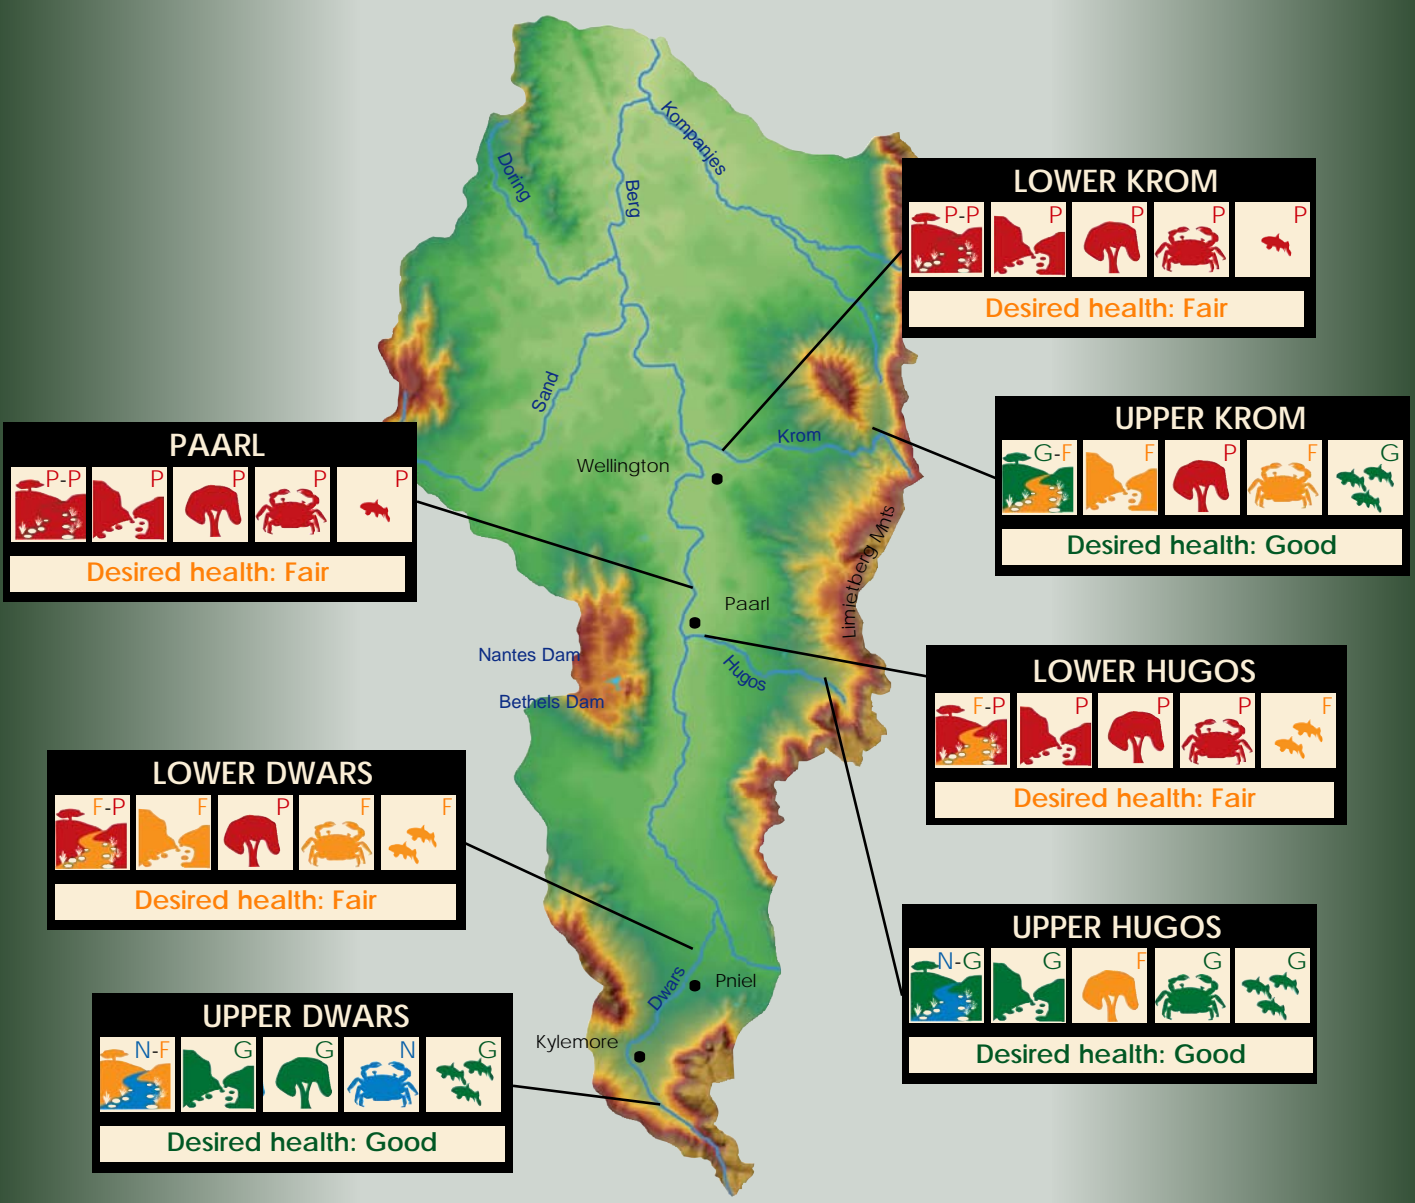 Kompanjes
Doring
Berg
LOWER KROM
P-P P P P P
Desired health: Fair
Sand
Krom
Wellington
UPPER KROM
G-F F P F G
Desired health: Good
PAARL
P-P P P P P
Desired health: Fair
Limietberg Mnts
Paarl
Nantes Dam
Bethels Dam
Hugos
LOWER HUGOS
F-P P P P F
Desired health: Fair
LOWER DWARS
F-P F P F F
Desired health: Fair
UPPER HUGOS
N-G G F G G
Desired health: Good
Dwars
Pniel
Kylemore
UPPER DWARS
N-F G G N G
Desired health: Good